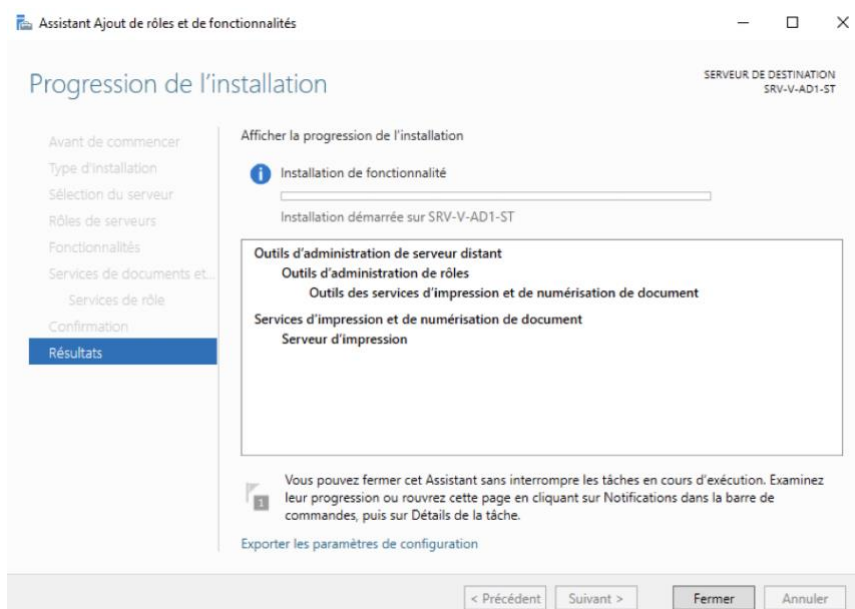 Assistant Ajout de rôles et de fonctionnalités
Progression de l'installation
SERVEUR DE DESTINATION
SRV-V-AD1-ST
Avant de commencer
Type d'installation
Sélection du serveur
Rôles de serveurs
Fonctionnalités
Services de documents et...
Services de rôle
Confirmation
Résultats
Afficher la progression de l'installation
Installation de fonctionnalité
Installation démarrée sur SRV-V-AD1-ST
Outils d'administration de serveur distant
Outils d'administration de rôles
Outils des services d'impression et de numérisation de document
Services d'impression et de numérisation de document
Serveur d'impression
1
Vous pouvez fermer cet Assistant sans interrompre les tâches en cours d'exécution. Examinez
leur progression ou rouvrez cette page en cliquant sur Notifications dans la barre de
commandes, puis sur Détails de la tâche.
Exporter les paramètres de configuration
< Précédent
Suivant >
Fermer
Annuler